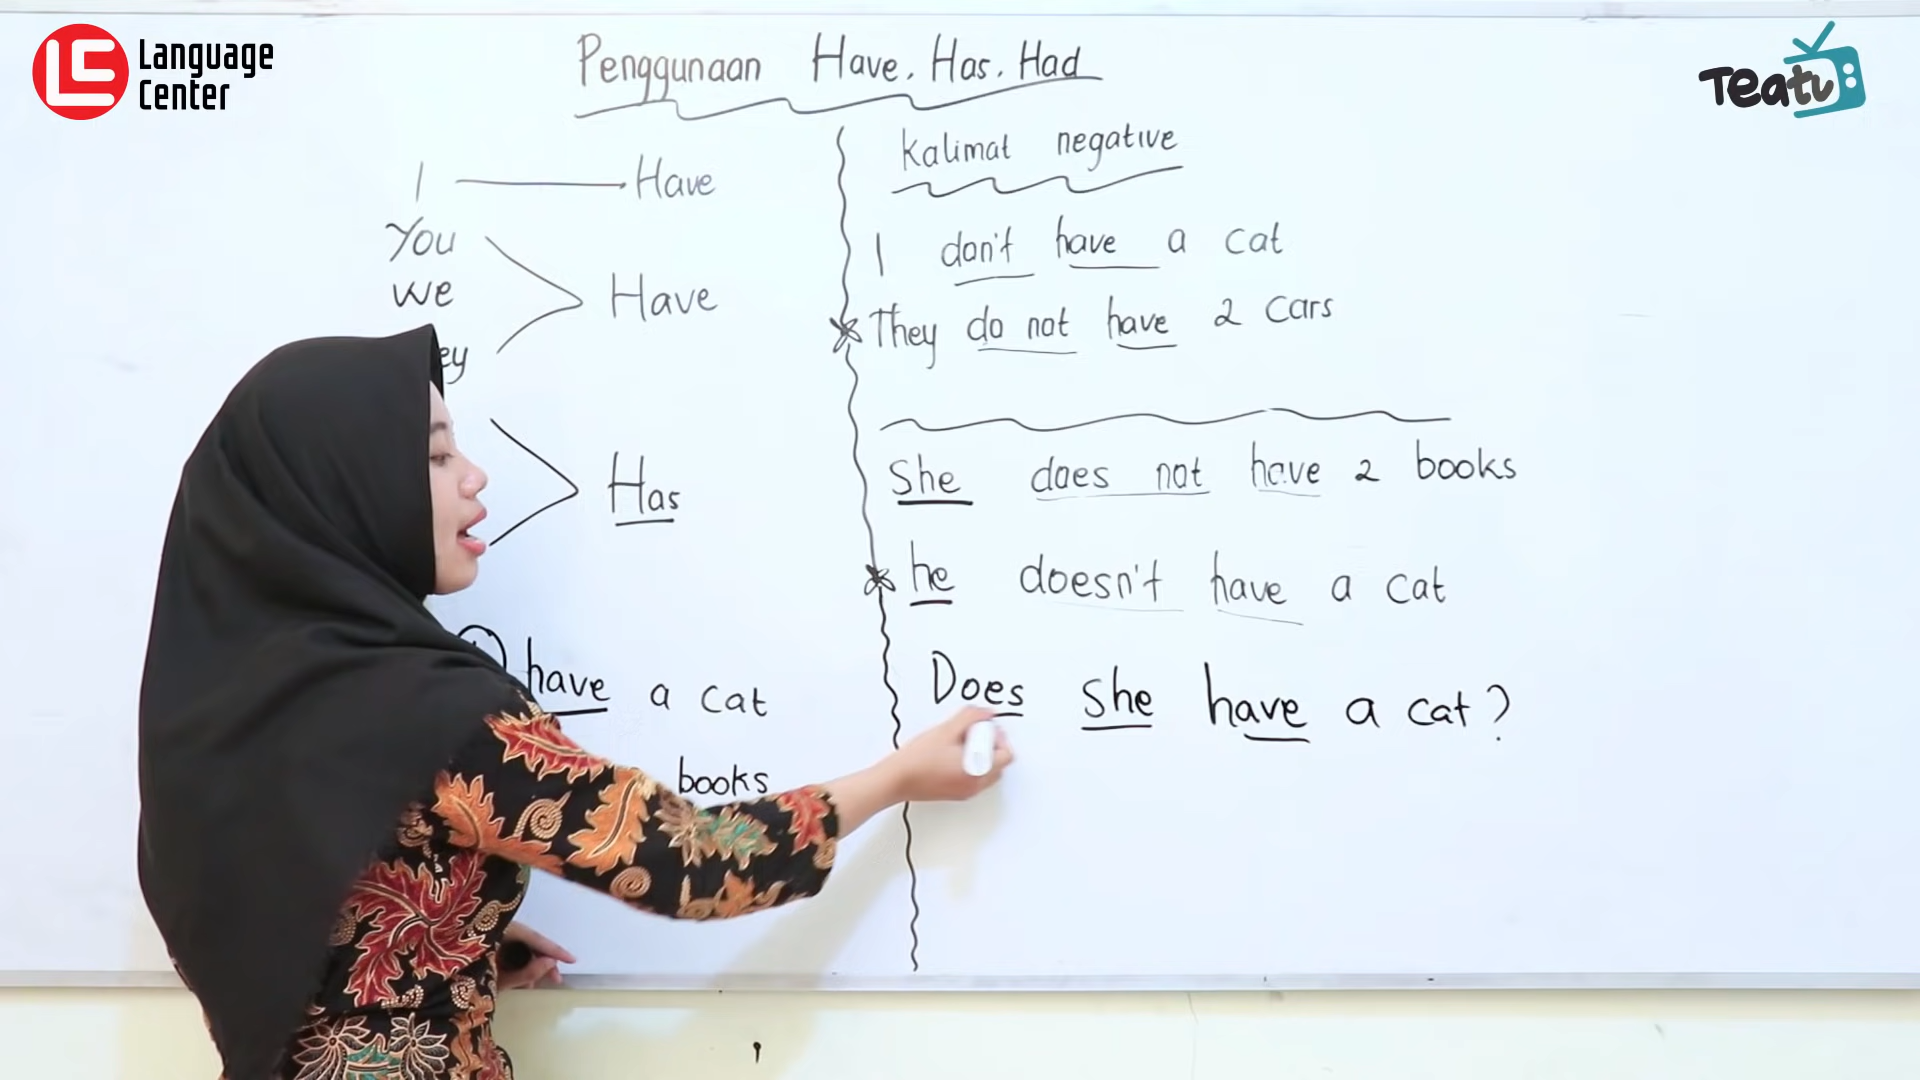 Language
Center
Teatv
Penggunaan Have, Has, Had
I Have
You
we
ey
Have
Has
have a cat
books
Kalimat negative
I don't have a cat
They do not have 2 cars
She does not have 2 books
he doesn't have a cat
Does she have a cat?